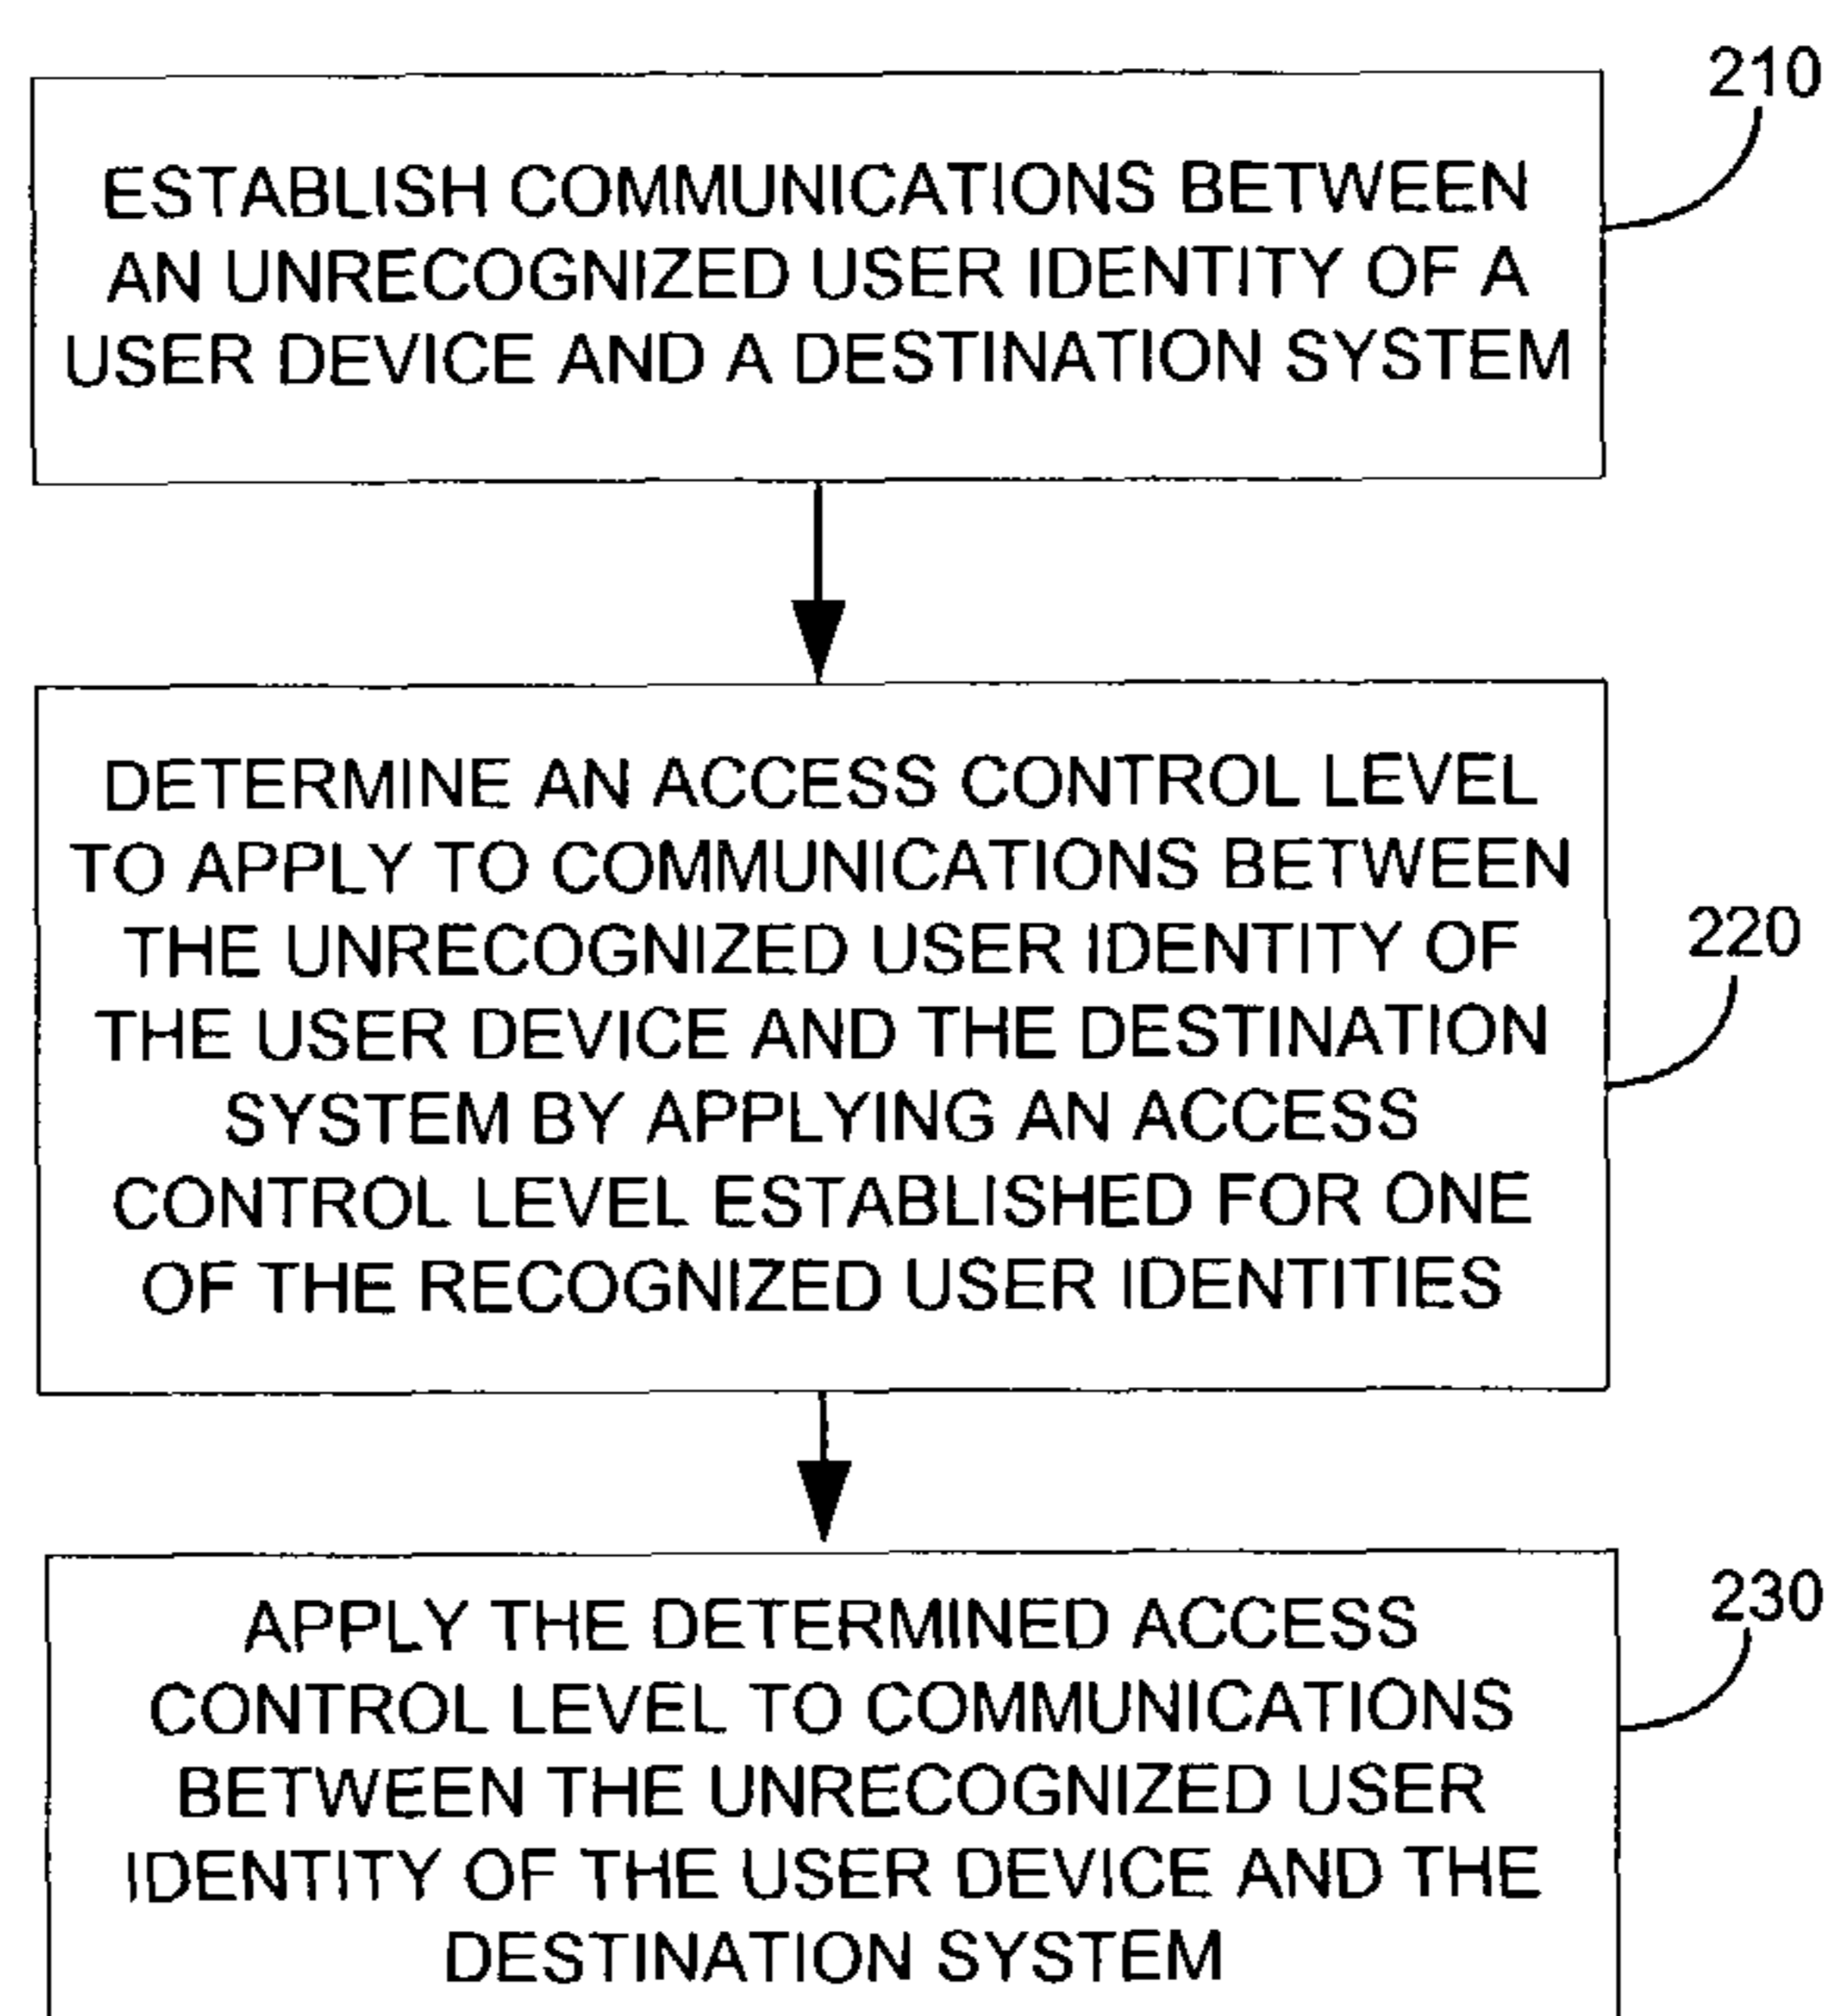 210
ESTABLISH COMMUNICATIONS BETWEEN
AN UNRECOGNIZED USER IDENTITY OF A
USER DEVICE AND A DESTINATION SYSTEM
DETERMINE AN ACCESS CONTROL LEVEL
TO APPLY TO COMMUNICATIONS BETWEEN
THE UNRECOGNIZED USER IDENTITY OF
THE USER DEVICE AND THE DESTINATION
SYSTEM BY APPLYING AN ACCESS
CONTROL LEVEL ESTABLISHED FOR ONE
OF THE RECOGNIZED USER IDENTITIES
220
APPLY THE DETERMINED ACCESS
CONTROL LEVEL TO COMMUNICATIONS
BETWEEN THE UNRECOGNIZED USER
IDENTITY OF THE USER DEVICE AND THE
DESTINATION SYSTEM
230